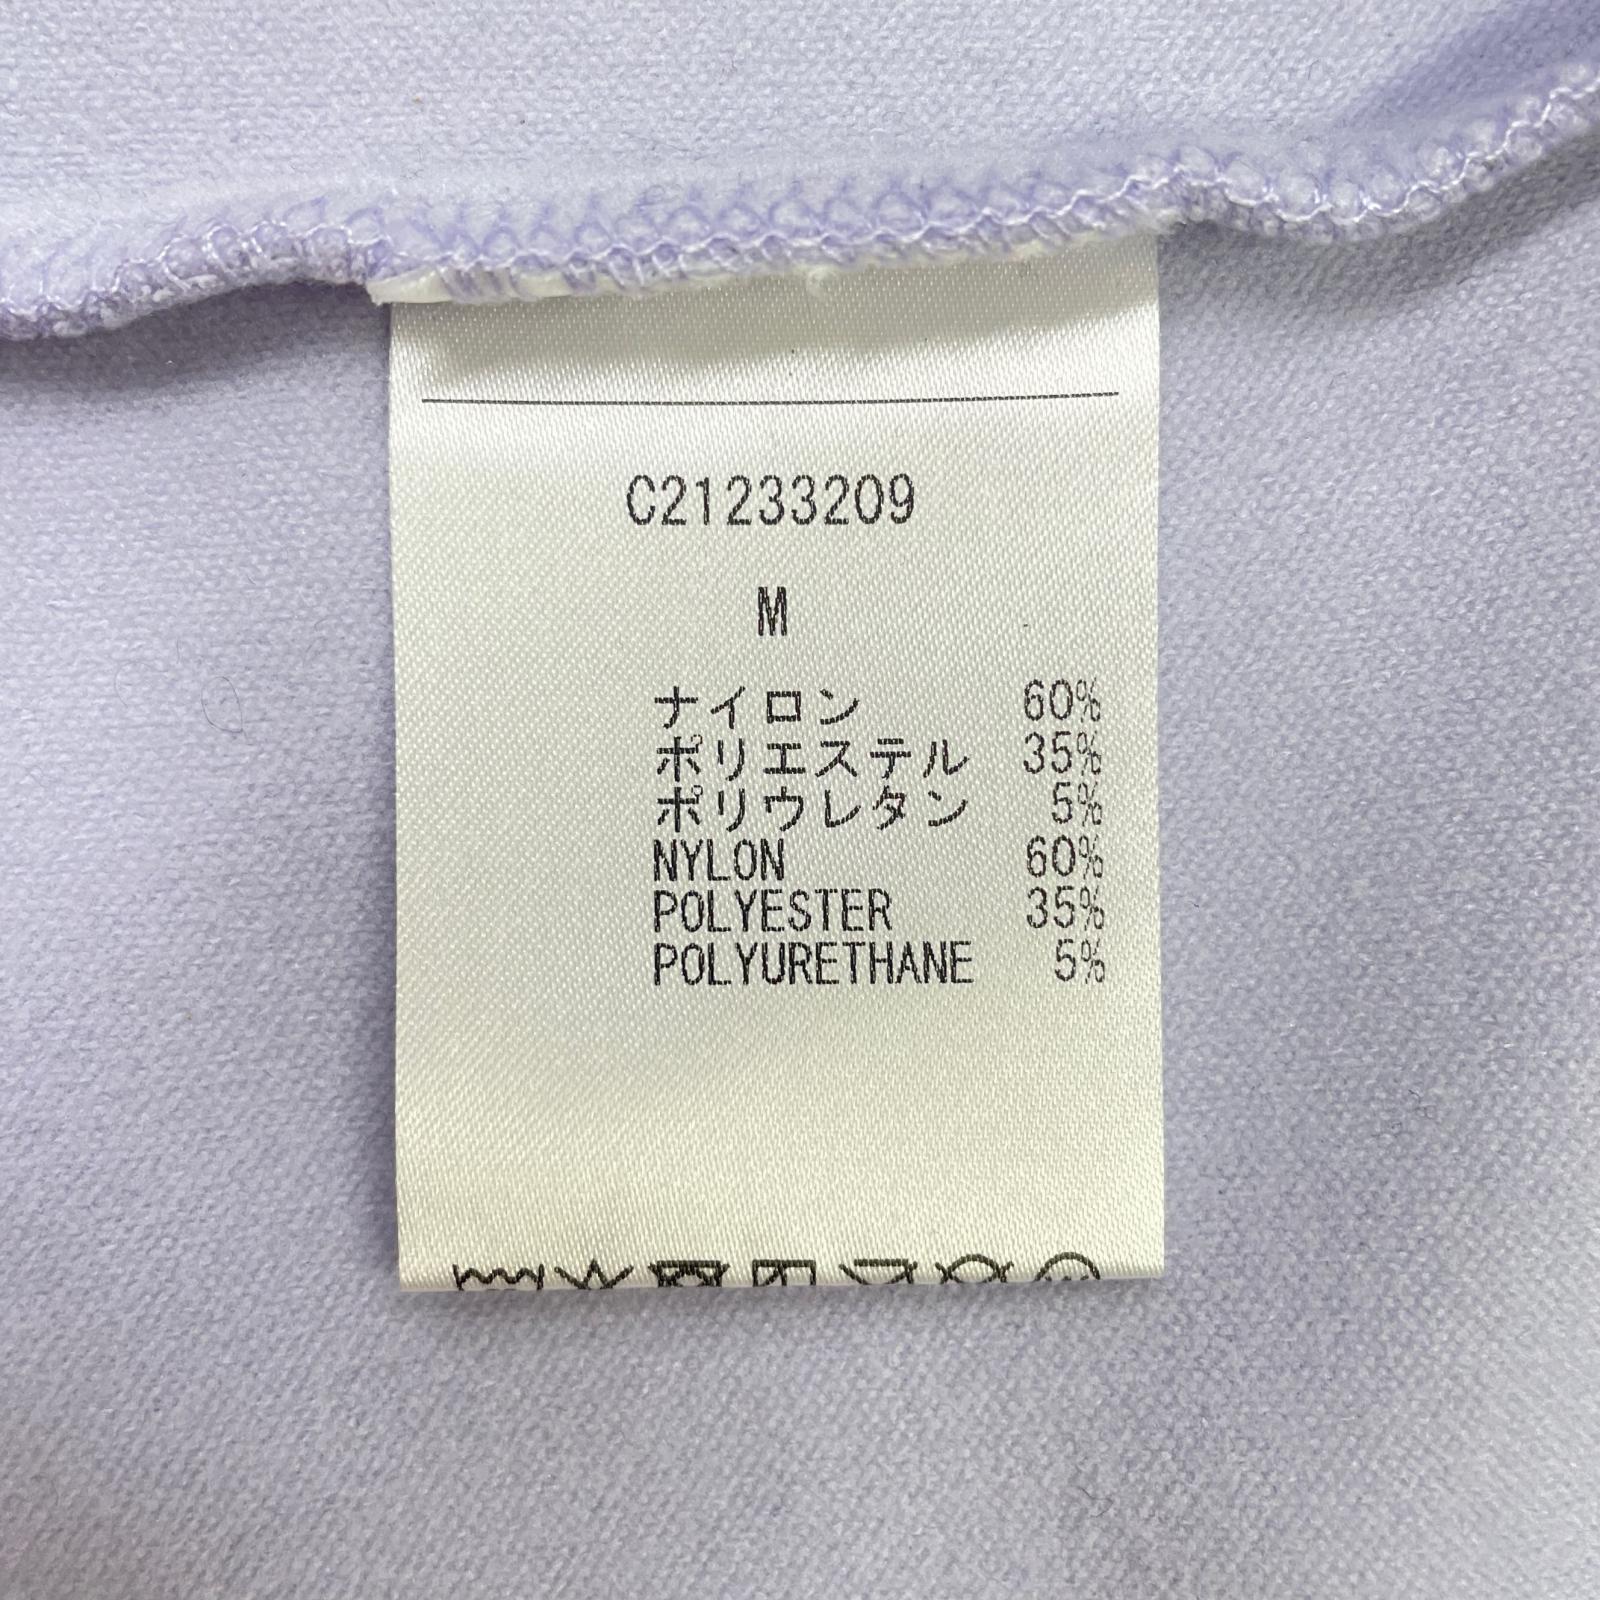 C21233209
M
ナイロン 60%
ポリエステル 35%
ポリウレタン 5%
NYLON 60%
POLYESTER 35%
POLYURETHANE 5%